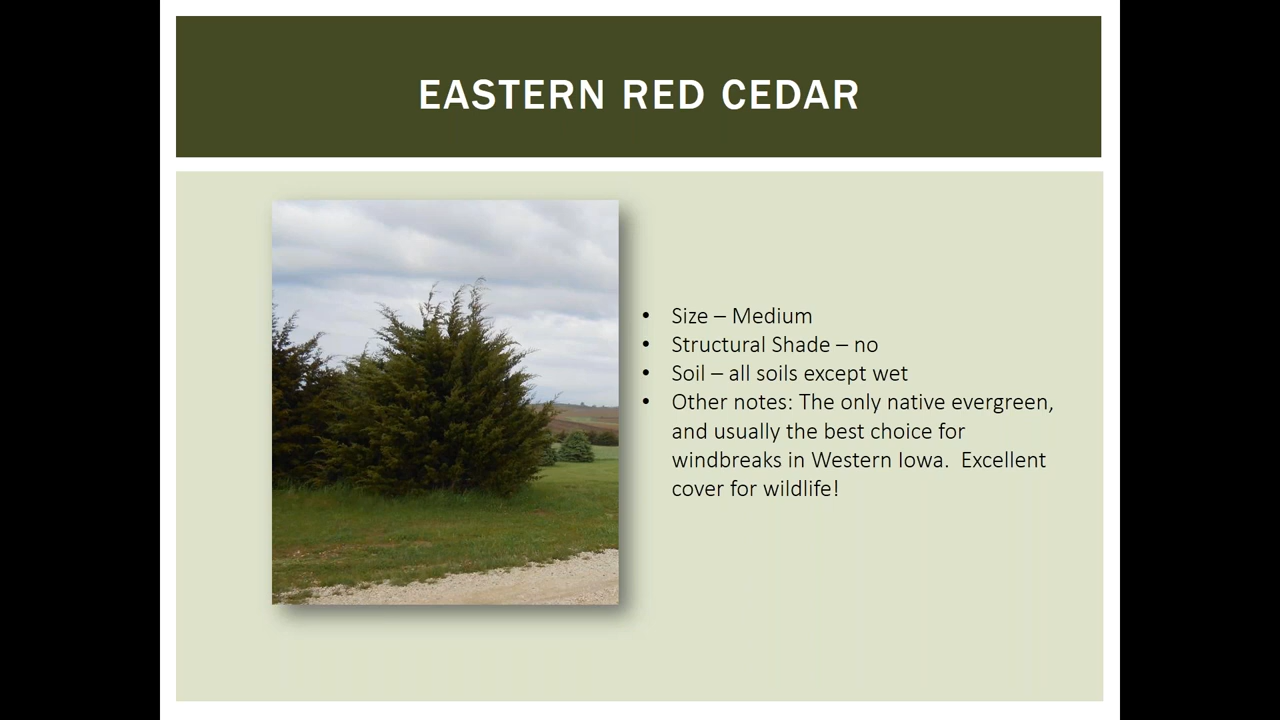 EASTERN RED CEDAR
• Size – Medium
• Structural Shade – no
• Soil – all soils except wet
• Other notes: The only native evergreen,
and usually the best choice for
windbreaks in Western Iowa.  Excellent
cover for wildlife!